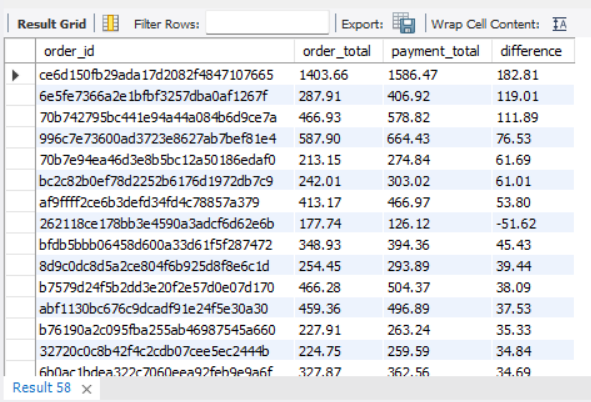 Result Grid Filter Rows: Export: Wrap Cell Content:
order_id order_total payment_total difference
ce6d150fb29ada17d2082f4847107665 1403.66 1586.47 182.81
6e5fe7366a2e1bfbf3257dba0af1267f 287.91 406.92 119.01
70b742795bc441e94a44a084b6d9ce7a 466.93 578.82 111.89
996c7e73600ad3723e8627ab7bef81e4 587.90 664.43 76.53
70b7e94ea46d3e8b5bc12a50186edaf0 213.15 274.84 61.69
bc2c82b0ef78d2252b6176d1972db7c9 242.01 303.02 61.01
af9ffff2ce6b3defd34fd4c78857a379 413.17 466.97 53.80
262118ce178bb3e4590a3adcf6d62e6b 177.74 126.12 -51.62
bfdb5bbb06458d600a33d61f5f287472 348.93 394.36 45.43
8d9c0dc8d5a2ce804f6b925d8f8e6c1d 254.45 293.89 39.44
b7579d24f5b2dd3e20f2e57d0e07d170 466.28 504.37 38.09
abf1130bc676c9dcadf91e24f5e30a30 459.36 496.89 37.53
b76190a2c095fba255ab46987545a660 227.91 263.24 35.33
32720c0c8b42f4c2cdb07cee5ec2444b 224.75 259.59 34.84
6b0ac1bdea322c7060eea92feb9e9a6f 327.87 362.56 34.69
Result 58